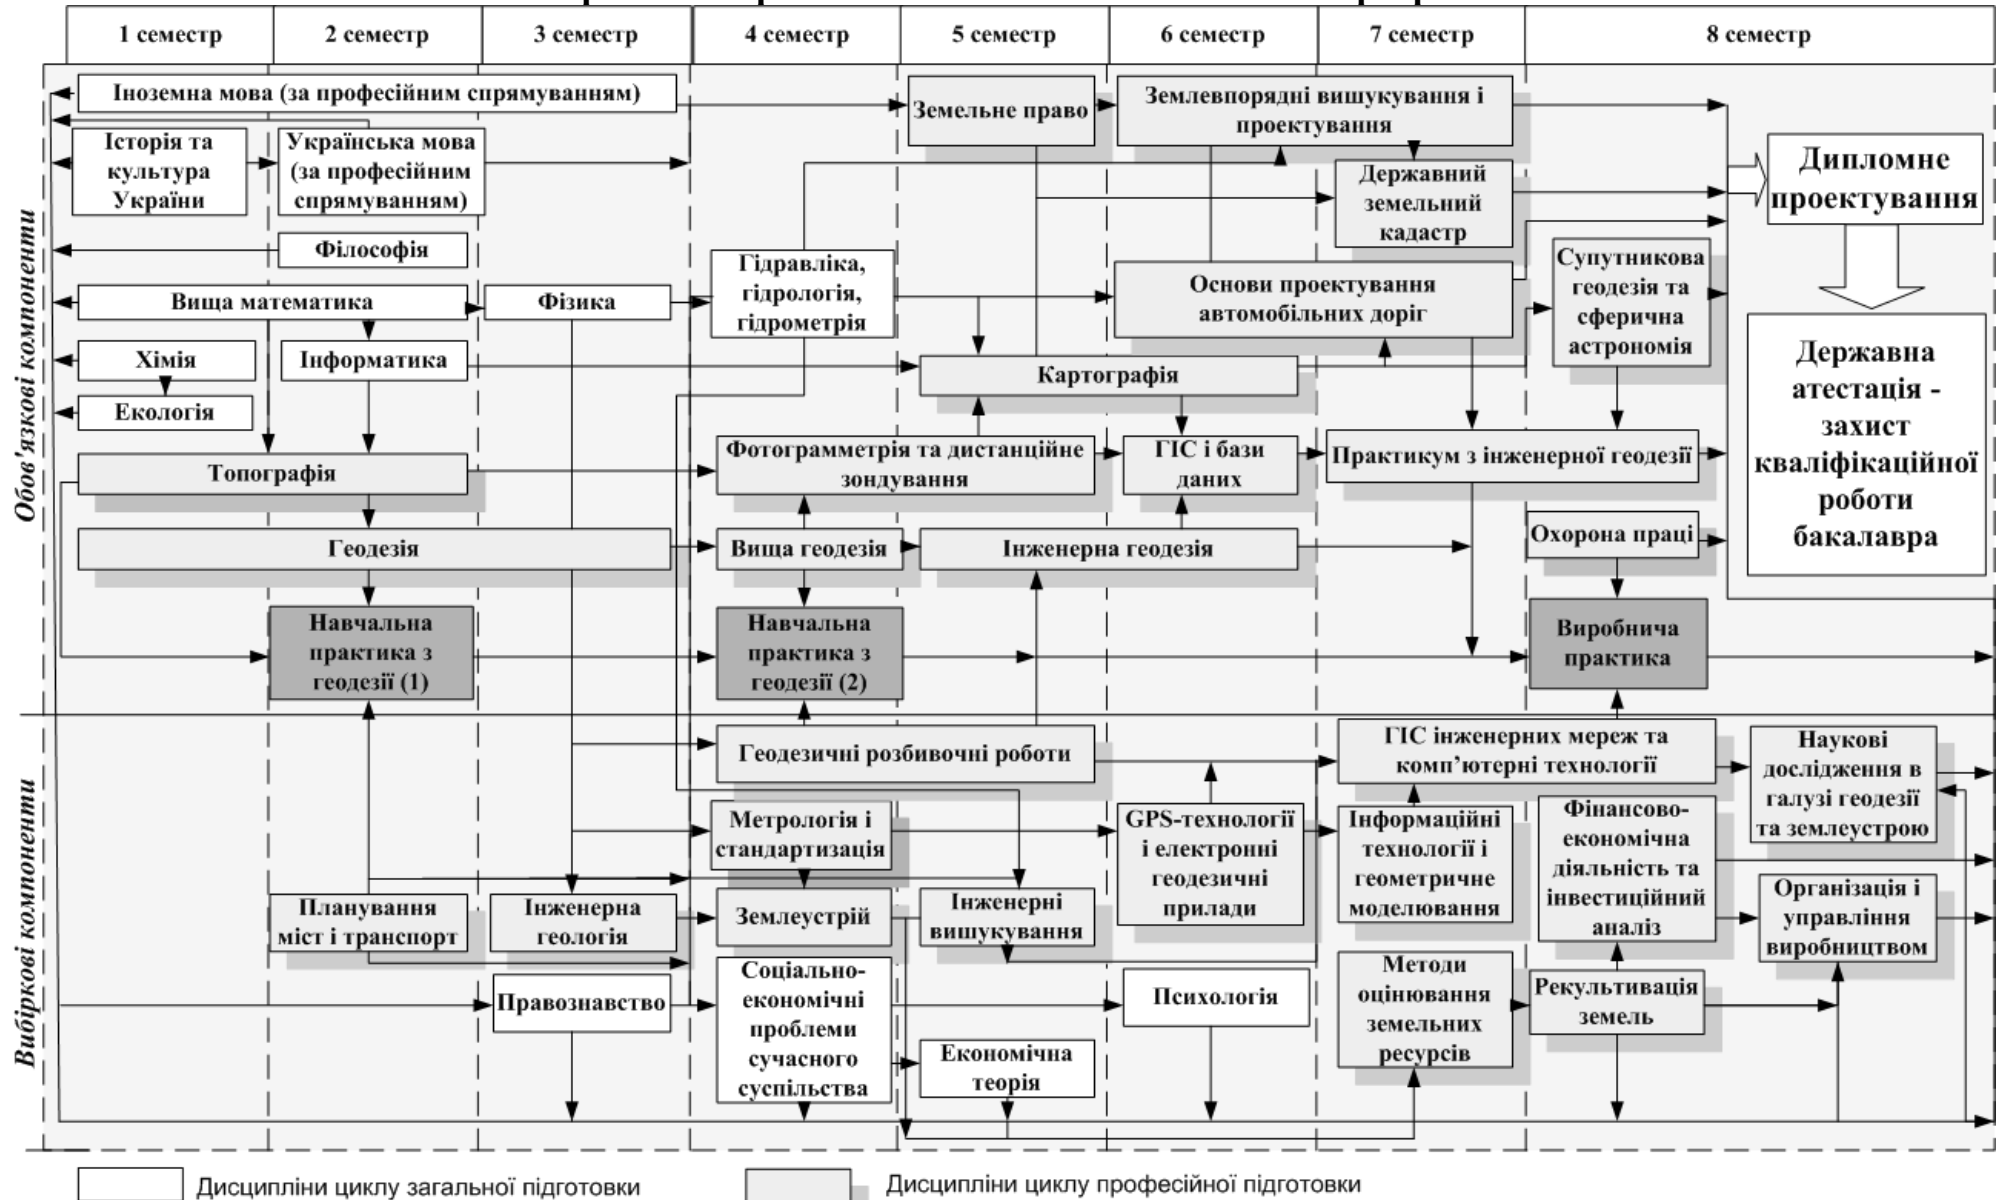 1 семестр
2 семестр
3 семестр
4 семестр
5 семестр
6 семестр
7 семестр
8 семестр
Обов'язкові компоненти
Іноземна мова (за професійним спрямуванням)
Історія та
культура
України
Українська мова
(за професійним
спрямуванням)
Філософія
Вища математика
Фізика
Хімія
Інформатика
Екологія
Топографія
Геодезія
Навчальна
практика з
геодезії (1)
Гідравліка,
гідрологія,
гідрометрія
Фотограмметрія та дистанційне
зондування
Вища геодезія
Навчальна
практика з
геодезії (2)
Земельне право
Картографія
Інженерна геодезія
Землевпорядні вишукування і
проектування
Державний
земельний
кадастр
Основи проектування
автомобільних доріг
ГІС і бази
даних
Практикум з інженерної геодезії
Супутникова
геодезія та
сферична
астрономія
Охорона праці
Виробнича
практика
Дипломне
проектування
Державна
атестація -
захист
кваліфікаційної
роботи
бакалавра
Вибіркові компоненти
Геодезичні розбивочні роботи
Метрологія і
стандартизація
Планування
міст і транспорт
Інженерна
геологія
Землеустрій
Інженерні
вишукування
Правознавство
Соціально-
економічні
проблеми
сучасного
суспільства
Економічна
теорія
GPS-технології
і електронні
геодезичні
прилади
Психологія
ГІС інженерних мереж та
комп’ютерні технології
Інформаційні
технології і
геометричне
моделювання
Методи
оцінювання
земельних
ресурсів
Фінансово-
економічна
діяльність та
інвестиційний
аналіз
Рекультивація
земель
Наукові
дослідження в
галузі геодезії
та землеустрою
Організація і
управління
виробництвом
Дисципліни циклу загальної підготовки
Дисципліни циклу професійної підготовки